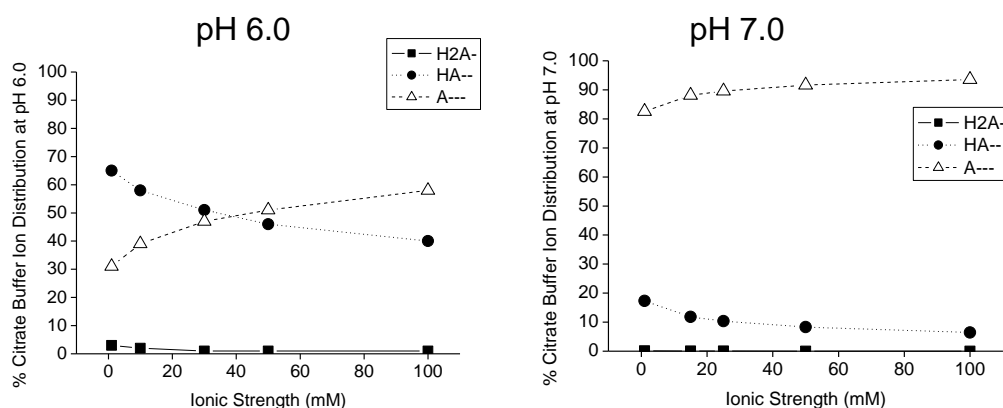 pH 6.0
H2A-
HA--
A---
% Citrate Buffer Ion Distribution at pH 6.0
100
90
80
70
60
50
40
30
20
10
0
0 20 40 60 80 100
Ionic Strength (mM)
pH 7.0
H2A-
HA--
A---
% Citrate Buffer Ion Distribution at pH 7.0
100
90
80
70
60
50
40
30
20
10
0
0 20 40 60 80 100
Ionic Strength (mM)